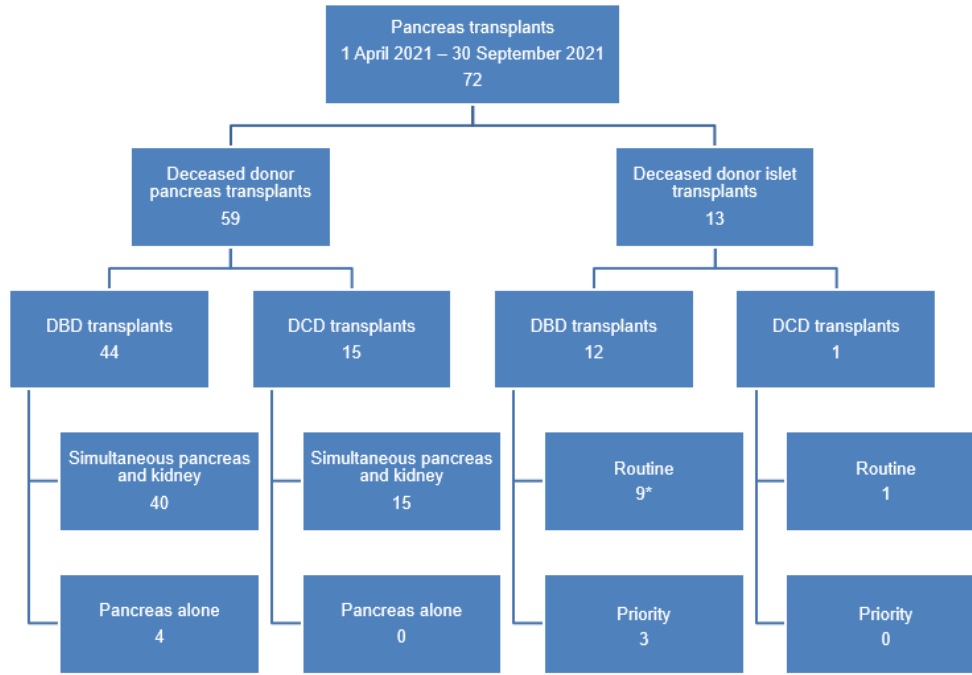 Pancreas transplants
1 April 2021 – 30 September 2021
72
Deceased donor
pancreas transplants
59
Deceased donor islet
transplants
13
DBD transplants
44
DCD transplants
15
DBD transplants
12
DCD transplants
1
Simultaneous pancreas
and kidney
40
Simultaneous pancreas
and kidney
15
Routine
9*
Routine
1
Pancreas alone
4
Pancreas alone
0
Priority
3
Priority
0